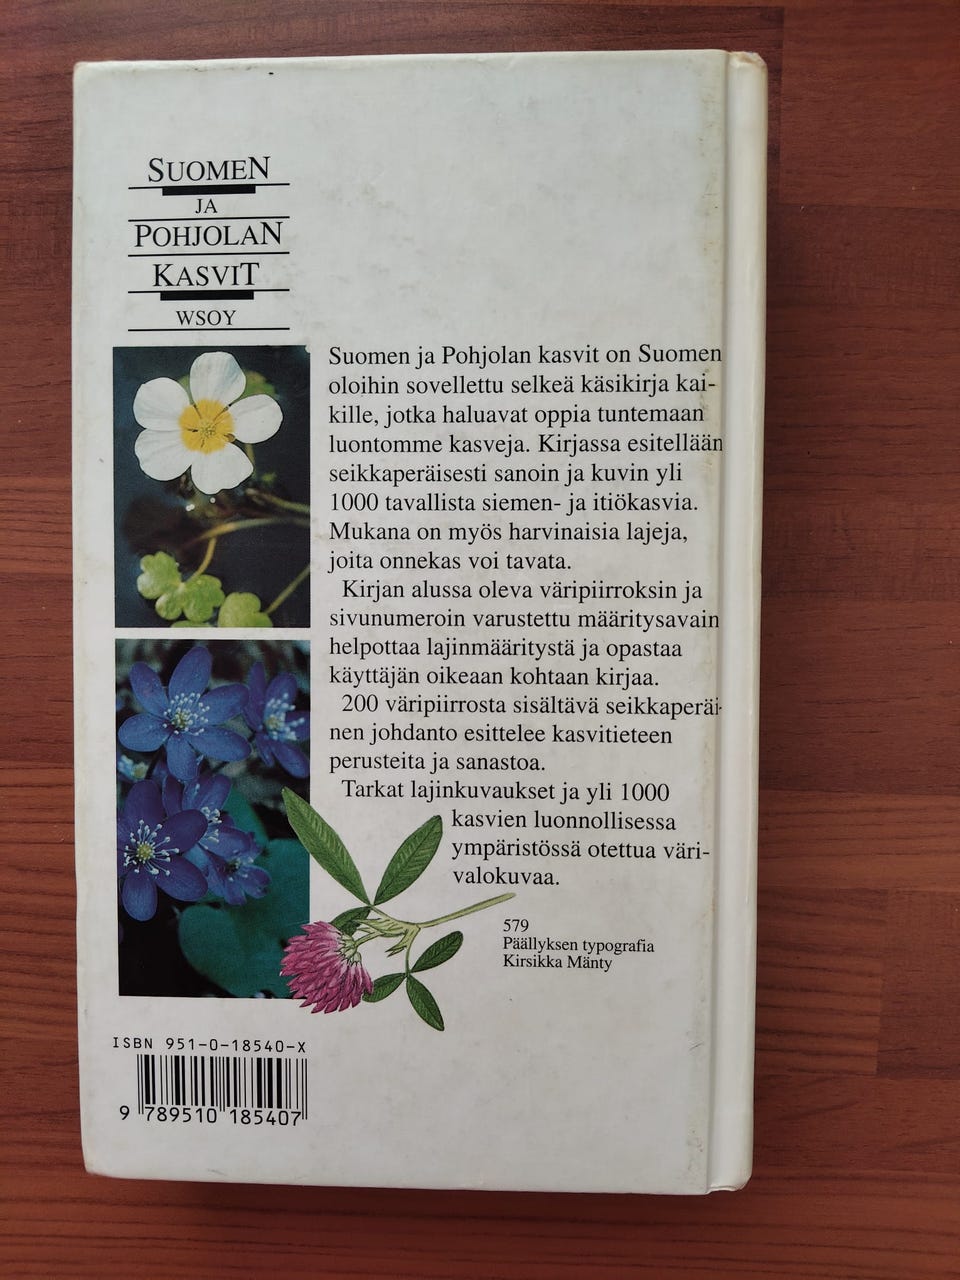 SUOMEN
JA
POHJOLAN
KASVIT
WSOY
Suomen ja Pohjolan kasvit on Suomen
oloihin sovellettu selkeä käsikirja kai-
kille, jotka haluavat oppia tuntemaan
luontomme kasveja. Kirjassa esitellään
seikkaperäisesti sanoin ja kuvin yli
1000 tavallista siemen- ja itiökasvia.
Mukana on myös harvinaisia lajeja,
joita onnekas voi tavata.
Kirjan alussa oleva väripiirroksin ja
sivunumeroin varustettu määritysavain
helpottaa lajinmääritystä ja opastaa
käyttäjän oikeaan kohtaan kirjaa.
200 väripiirrosta sisältävä seikkaperäi-
nen johdanto esittelee kasvitieteen
perusteita ja sanastoa.
Tarkat lajinkuvaukset ja yli 1000
kasvien luonnollisessa
ympäristössä otettua väri-
valokuvaa.
579
Päällyksen typografia
Kirsikka Mänty
ISBN 951-0-18540-X
9 789510 185407